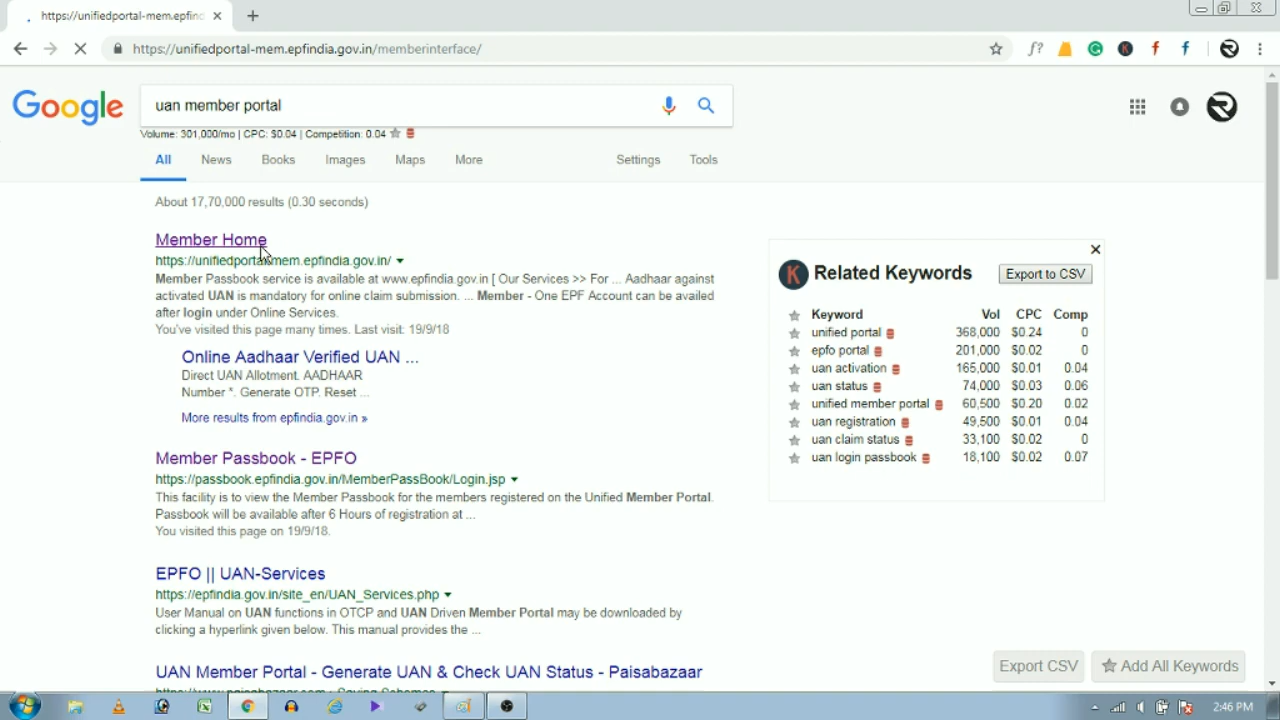 https://unifiedportal-mem.epfind
https://unifiedportal-mem.epfindia.gov.in/memberinterface/
Google
uan member portal
Volume: 301,000/mo | CPC: $0.04 | Competition: 0.04
All News Books Images Maps More Settings Tools
About 17,70,000 results (0.30 seconds)
Member Home
https://unifiedportal-mem.epfindia.gov.in/
Member Passbook service is available at www.epfindia.gov.in [ Our Services >> For ... Aadhaar against
activated UAN is mandatory for online claim submission. ... Member - One EPF Account can be availed
after login under Online Services.
You've visited this page many times. Last visit: 19/9/18
Online Aadhaar Verified UAN ...
Direct UAN Allotment. AADHAAR
Number *. Generate OTP. Reset ...
More results from epfindia.gov.in »
Member Passbook - EPFO
https://passbook.epfindia.gov.in/MemberPassBook/Login.jsp
This facility is to view the Member Passbook for the members registered on the Unified Member Portal.
Passbook will be available after 6 Hours of registration at ...
You visited this page on 19/9/18.
EPFO || UAN-Services
https://epfindia.gov.in/site_en/UAN_Services.php
User Manual on UAN functions in OTCP and UAN Driven Member Portal may be downloaded by
clicking a hyperlink given below. This manual provides the ...
UAN Member Portal - Generate UAN & Check UAN Status - Paisabazaar
K Related Keywords Export to CSV
Keyword Vol CPC Comp
unified portal 368,000 $0.24 0
epfo portal 201,000 $0.02 0
uan activation 165,000 $0.01 0.04
uan status 74,000 $0.03 0.06
unified member portal 60,500 $0.20 0.02
uan registration 49,500 $0.01 0.04
uan claim status 33,100 $0.02 0
uan login passbook 18,100 $0.02 0.07
Export CSV Add All Keywords
2:46 PM